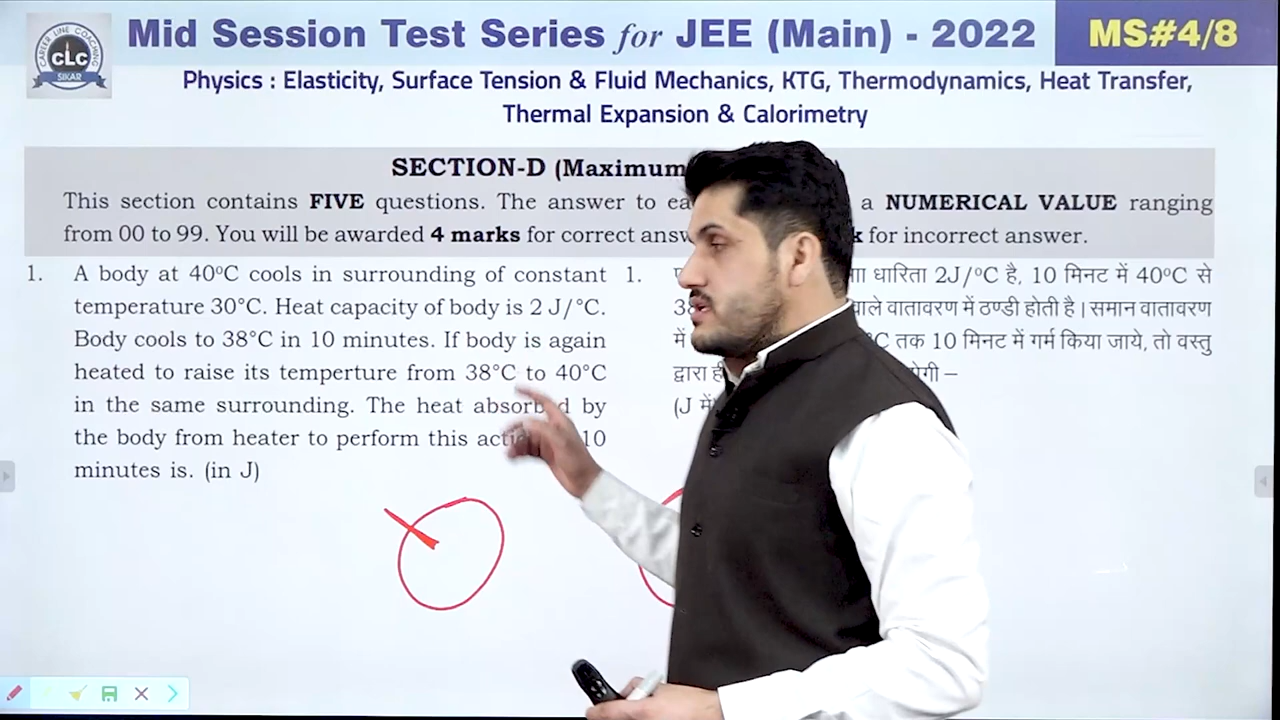 Mid Session Test Series for JEE (Main) - 2022
MS#4/8
CAREER LINE COACHING
CLC
SIKAR
Physics : Elasticity, Surface Tension & Fluid Mechanics, KTG, Thermodynamics, Heat Transfer,
Thermal Expansion & Calorimetry
SECTION-D (Maximum
This section contains FIVE questions. The answer to ea a NUMERICAL VALUE ranging
from 00 to 99. You will be awarded 4 marks for correct answ k for incorrect answer.
1. A body at 40°C cools in surrounding of constant
temperature 30°C. Heat capacity of body is 2 J/°C.
Body cools to 38°C in 10 minutes. If body is again
heated to raise its temperture from 38°C to 40°C
in the same surrounding. The heat absorbed by
the body from heater to perform this acti 10
minutes is. (in J)
1. धारिता 2J/°C है, 10 मिनट में 40°C से
वाले वातावरण में ठण्डी होती है। समान वातावरण
में °C तक 10 मिनट में गर्म किया जाये, तो वस्तु
द्वारा होगी –
(J में